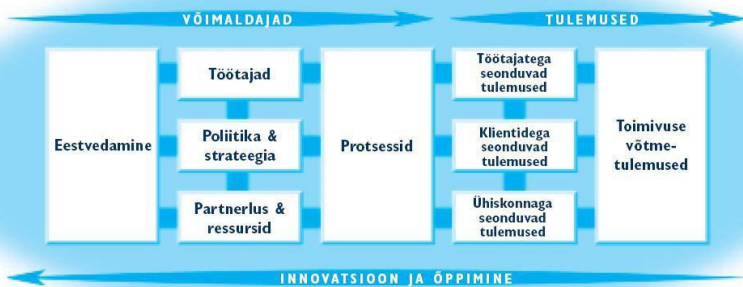 VÕIMALDAJAD
TULEMUSED
Eestvedamine
Töötajad
Poliitika &
strateegia
Partnerlus &
ressursid
Protsessid
Töötajatega
seonduvad
tulemused
Klientidega
seonduvad
tulemused
Ühiskonnaga
seonduvad
tulemused
Toimivuse
võtme-
tulemused
INNOVATSIOON JA ÕPPIMINE